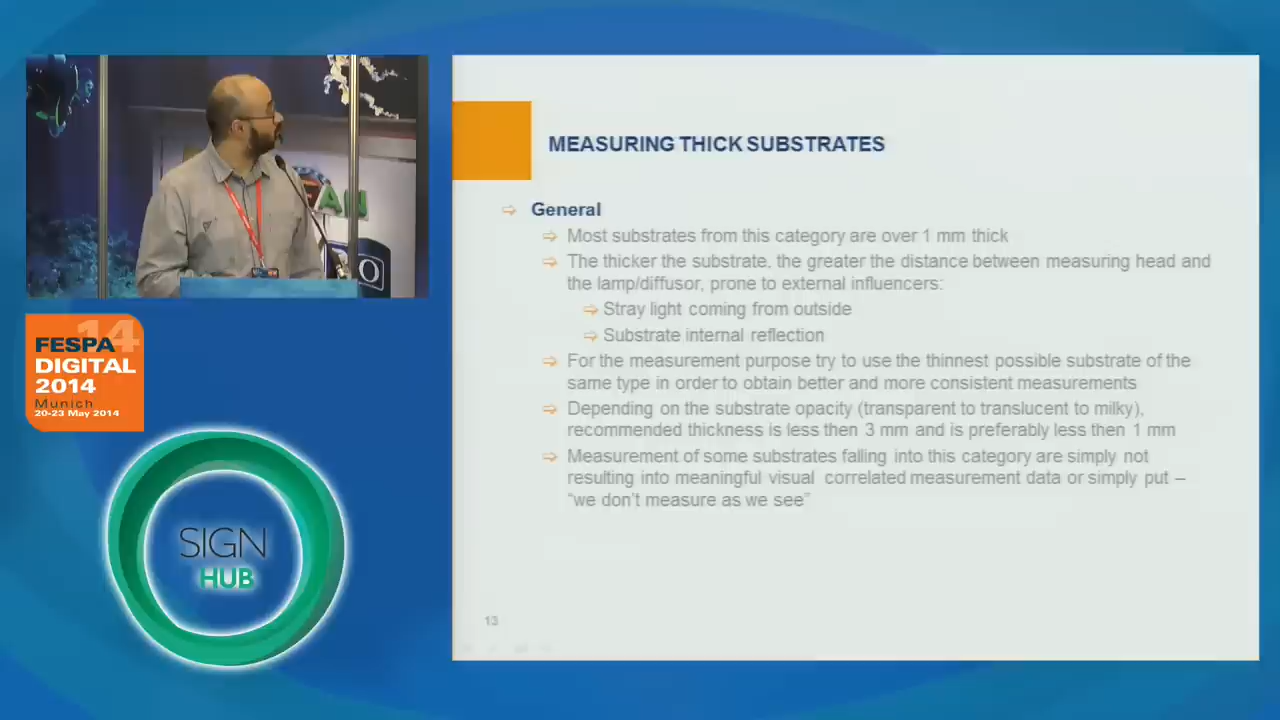 MEASURING THICK SUBSTRATES
General
Most substrates from this category are over 1 mm thick
The thicker the substrate, the greater the distance between measuring head and
the lamp/diffusor, prone to external influencers:
Stray light coming from outside
Substrate internal reflection
For the measurement purpose try to use the thinnest possible substrate of the
same type in order to obtain better and more consistent measurements
Depending on the substrate opacity (transparent to translucent to milky),
recommended thickness is less then 3 mm and is preferably less then 1 mm
Measurement of some substrates falling into this category are simply not
resulting into meaningful visual correlated measurement data or simply put –
“we don’t measure as we see”
13
14
FESPA
DIGITAL
2014
Munich
20-23 May 2014
SIGN
HUB